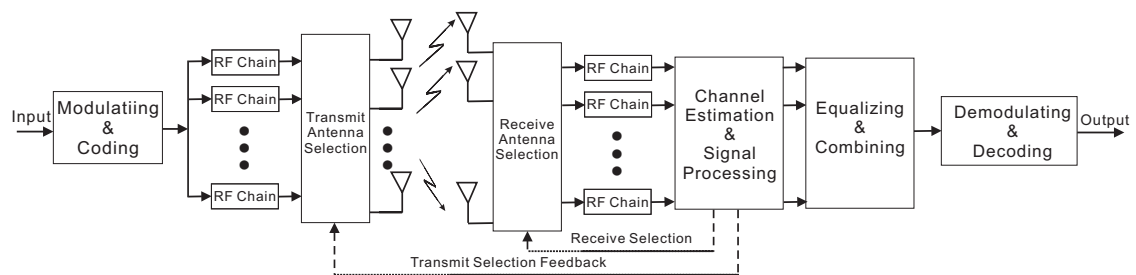 Input
Modulatiing
&
Coding
RF Chain
RF Chain
RF Chain
Transmit
Antenna
Selection
Receive
Antenna
Selection
RF Chain
RF Chain
RF Chain
Channel
Estimation
&
Signal
Processing
Equalizing
&
Combining
Demodulating
&
Decoding
Output
Receive Selection
Transmit Selection Feedback